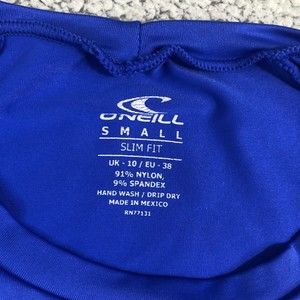 O'NEILL
SMALL
SLIM FIT
UK - 10 / EU - 38
91% NYLON,
9% SPANDEX
HAND WASH / DRIP DRY
MADE IN MEXICO
RN77131